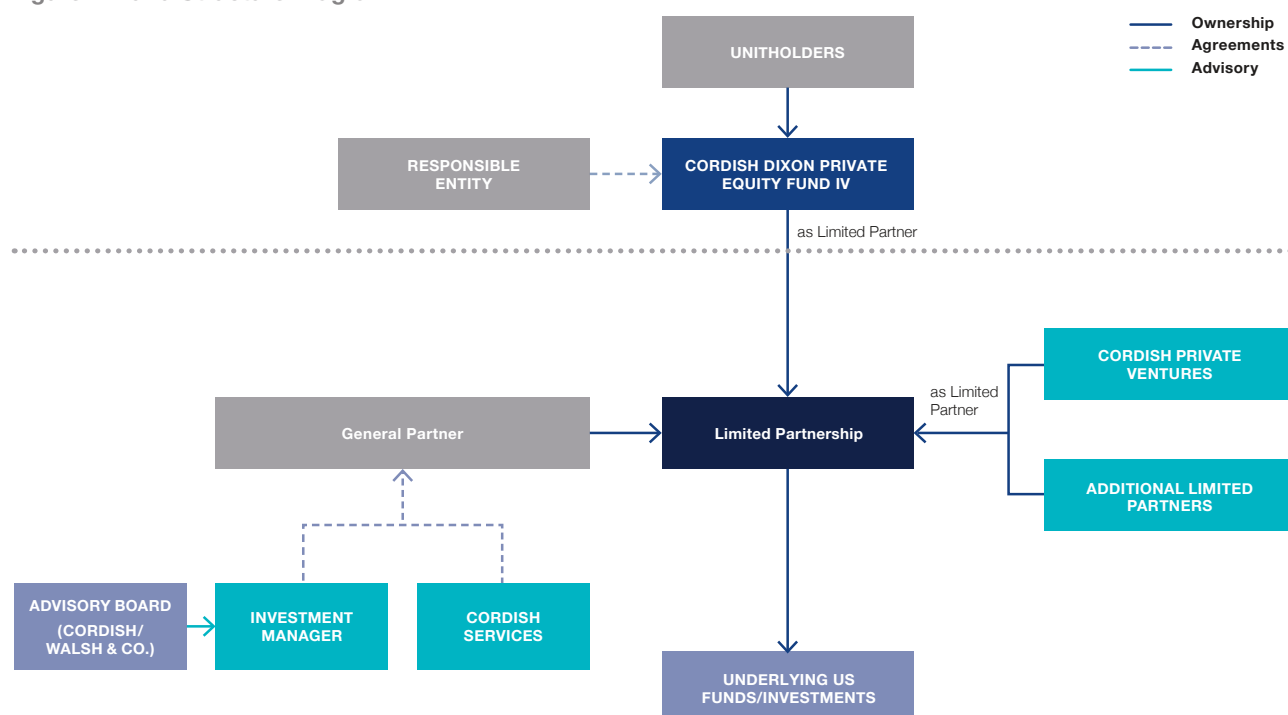 Ownership
Agreements
Advisory
UNITHOLDERS
RESPONSIBLE
ENTITY
CORDISH DIXON PRIVATE
EQUITY FUND IV
as Limited Partner
CORDISH PRIVATE
VENTURES
as Limited
Partner
General Partner
Limited Partnership
ADDITIONAL LIMITED
PARTNERS
ADVISORY BOARD
(CORDISH/
WALSH & CO.)
INVESTMENT
MANAGER
CORDISH
SERVICES
UNDERLYING US
FUNDS/INVESTMENTS